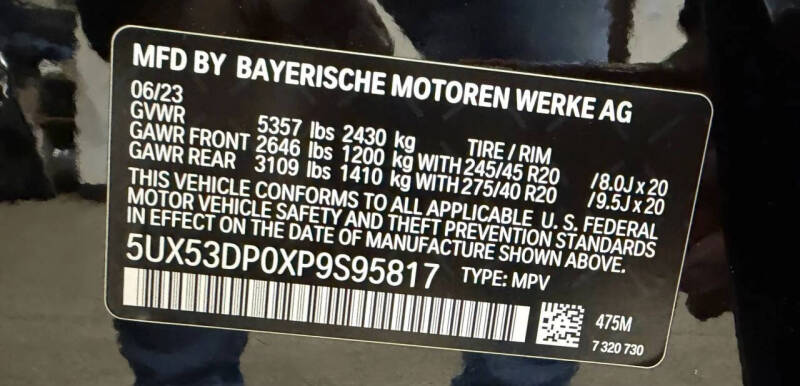 MFD BY BAYERISCHE MOTOREN WERKE AG
06/23
GVWR 5357 lbs 2430 kg TIRE / RIM
GAWR FRONT 2646 lbs 1200 kg WITH 245/45 R20 /8.0J x 20
GAWR REAR 3109 lbs 1410 kg WITH 275/40 R20 /9.5J x 20
THIS VEHICLE CONFORMS TO ALL APPLICABLE U. S. FEDERAL
MOTOR VEHICLE SAFETY AND THEFT PREVENTION STANDARDS
IN EFFECT ON THE DATE OF MANUFACTURE SHOWN ABOVE.
5UX53DP0XP9S95817 TYPE: MPV
475M
7 320 730